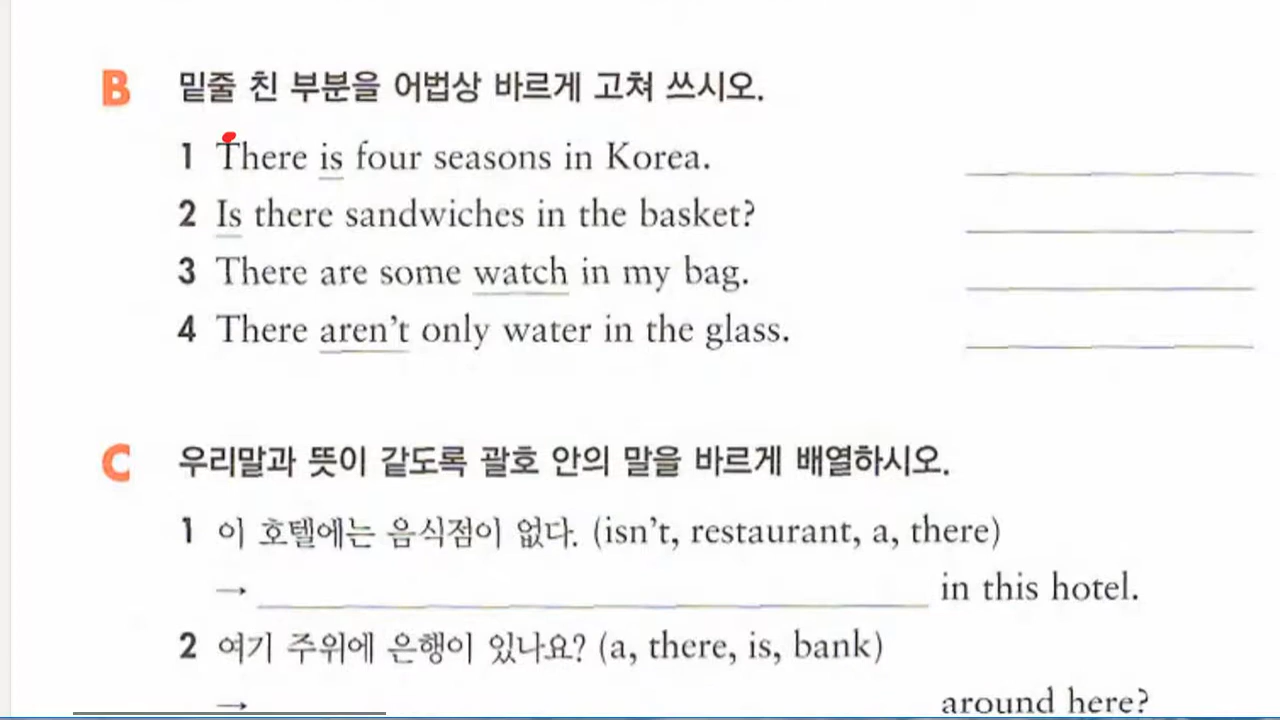 B 밑줄 친 부분을 어법상 바르게 고쳐 쓰시오.
1 There is four seasons in Korea.
2 Is there sandwiches in the basket?
3 There are some watch in my bag.
4 There aren't only water in the glass.
C 우리말과 뜻이 같도록 괄호 안의 말을 바르게 배열하시오.
1 이 호텔에는 음식점이 없다. (isn't, restaurant, a, there)
→ in this hotel.
2 여기 주위에 은행이 있나요? (a, there, is, bank)
→ around here?